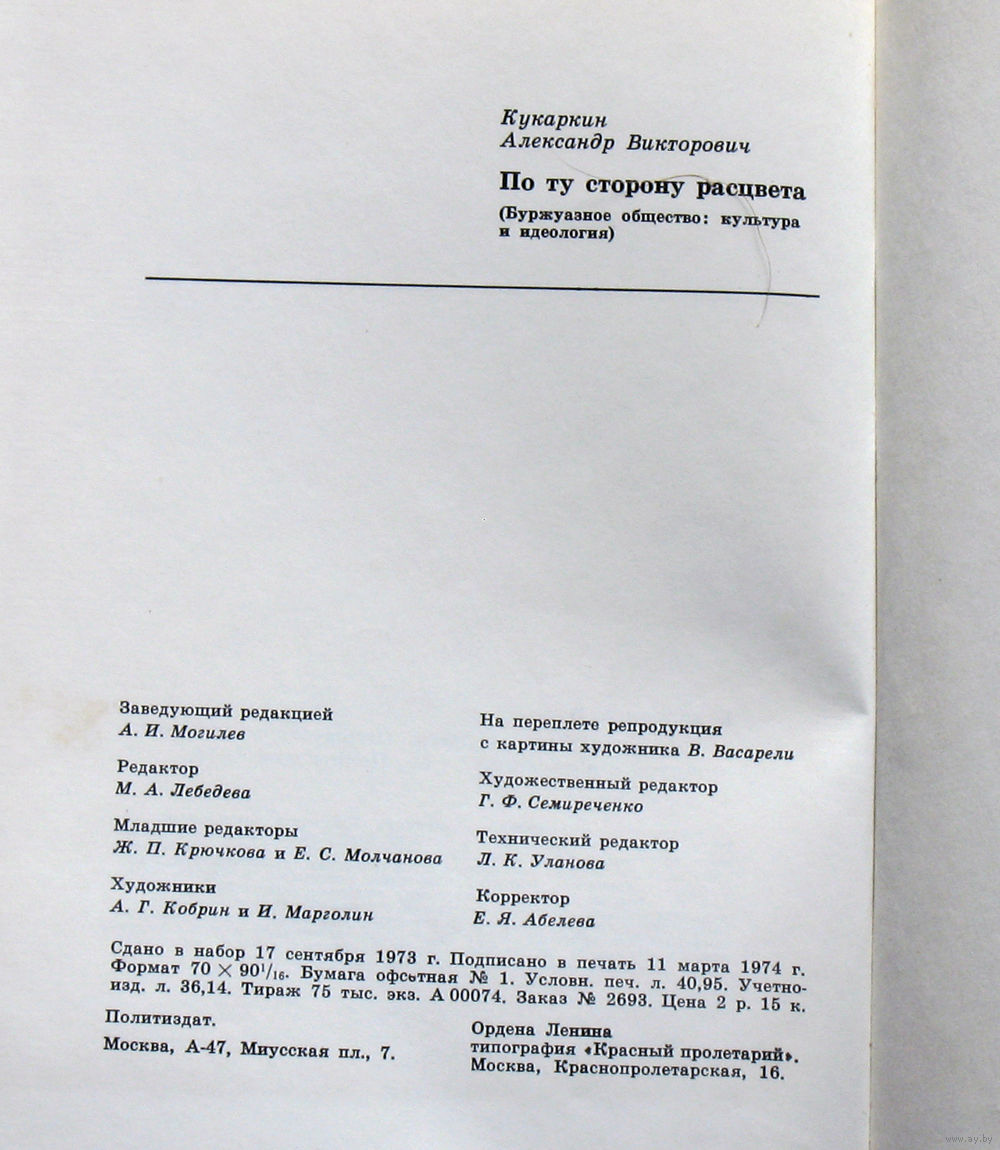 Кукаркин
Александр Викторович
По ту сторону расцвета
(Буржуазное общество: культура
и идеология)
Заведующий редакцией
А. И. Могилев
Редактор
М. А. Лебедева
Младшие редакторы
Ж. П. Крючкова и Е. С. Молчанова
Художники
А. Г. Кобрин и И. Марголин
На переплете репродукция
с картины художника В. Васарели
Художественный редактор
Г. Ф. Семиреченко
Технический редактор
Л. К. Уланова
Корректор
Е. Я. Абелева
Сдано в набор 17 сентября 1973 г. Подписано в печать 11 марта 1974 г.
Формат 70 × 90¹/₁₆. Бумага офсетная № 1. Условн. печ. л. 40,95. Учетно-
изд. л. 36,14. Тираж 75 тыс. экз. А 00074. Заказ № 2693. Цена 2 р. 15 к.
Политиздат.
Москва, А-47, Миусская пл., 7.
Ордена Ленина
типография «Красный пролетарий».
Москва, Краснопролетарская, 16.
www.ay.by